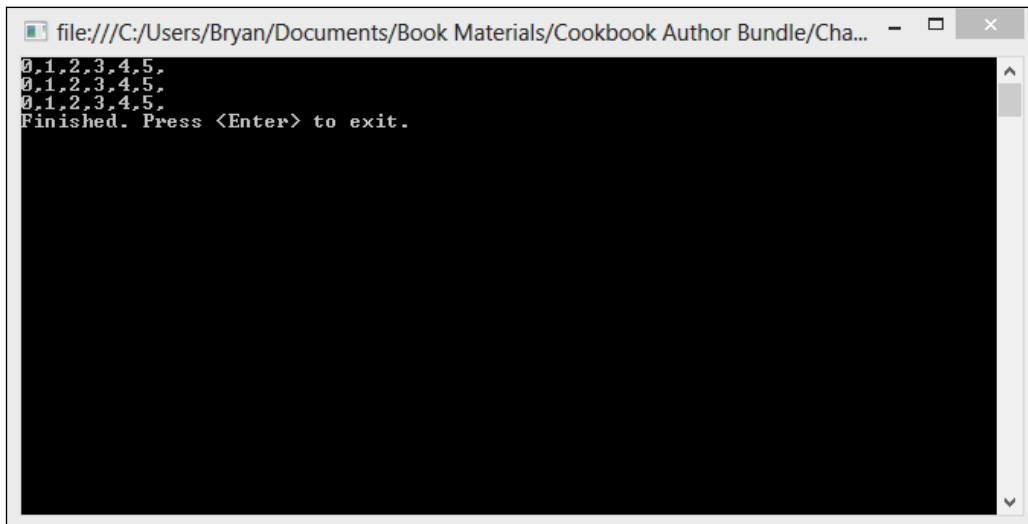 file:///C:/Users/Bryan/Documents/Book Materials/Cookbook Author Bundle/Cha...
0,1,2,3,4,5,
0,1,2,3,4,5,
0,1,2,3,4,5,
Finished. Press <Enter> to exit.